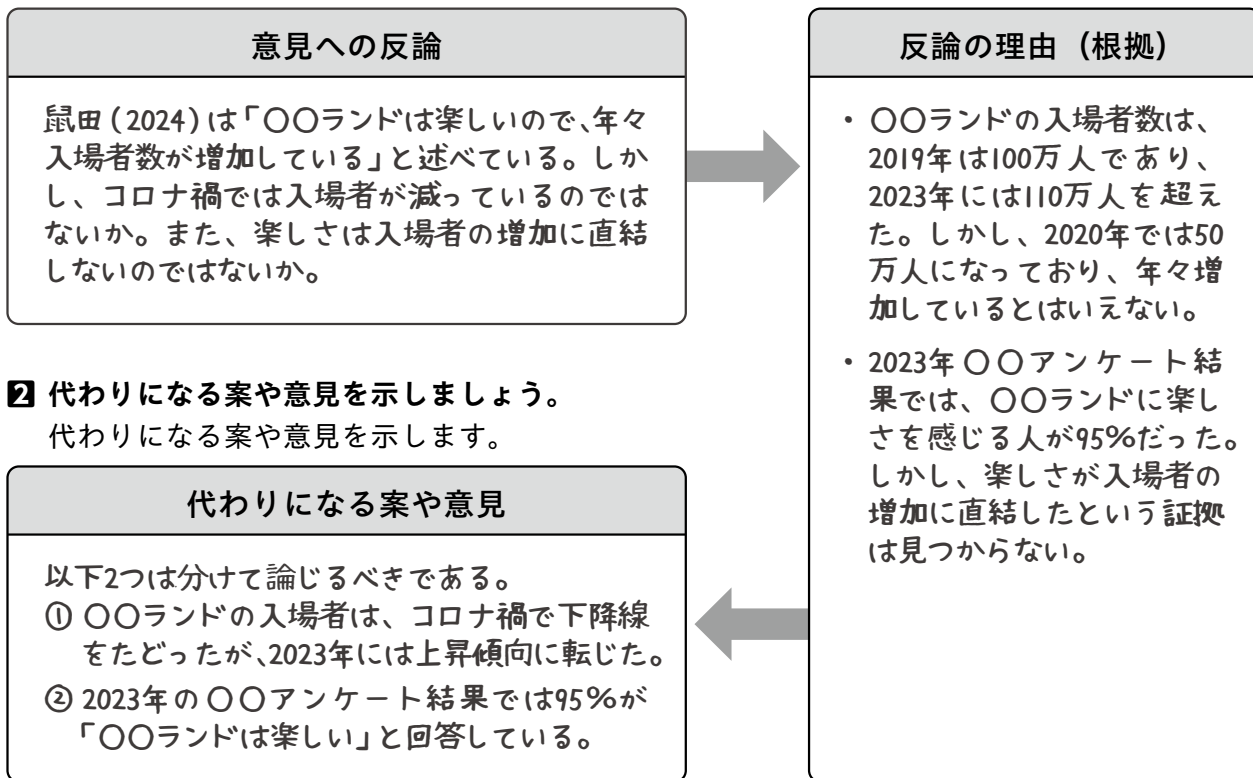 意見への反論
鼠田(2024)は「〇〇ランドは楽しいので、年々
入場者数が増加している」と述べている。しか
し、コロナ禍では入場者が減っているのでは
ないか。また、楽しさは入場者の増加に直結
しないのではないか。
反論の理由（根拠）
・〇〇ランドの入場者数は、
2019年は100万人であり、
2023年には110万人を超え
た。しかし、2020年では50
万人になっており、年々増
加しているとはいえない。
・2023年〇〇アンケート結
果では、〇〇ランドに楽し
さを感じる人が95%だった。
しかし、楽しさが入場者の
増加に直結したという証拠
は見つからない。
2 代わりになる案や意見を示しましょう。
代わりになる案や意見を示します。
代わりになる案や意見
以下2つは分けて論じるべきである。
① 〇〇ランドの入場者は、コロナ禍で下降線
をたどったが、2023年には上昇傾向に転じた。
② 2023年の〇〇アンケート結果では95%が
「〇〇ランドは楽しい」と回答している。